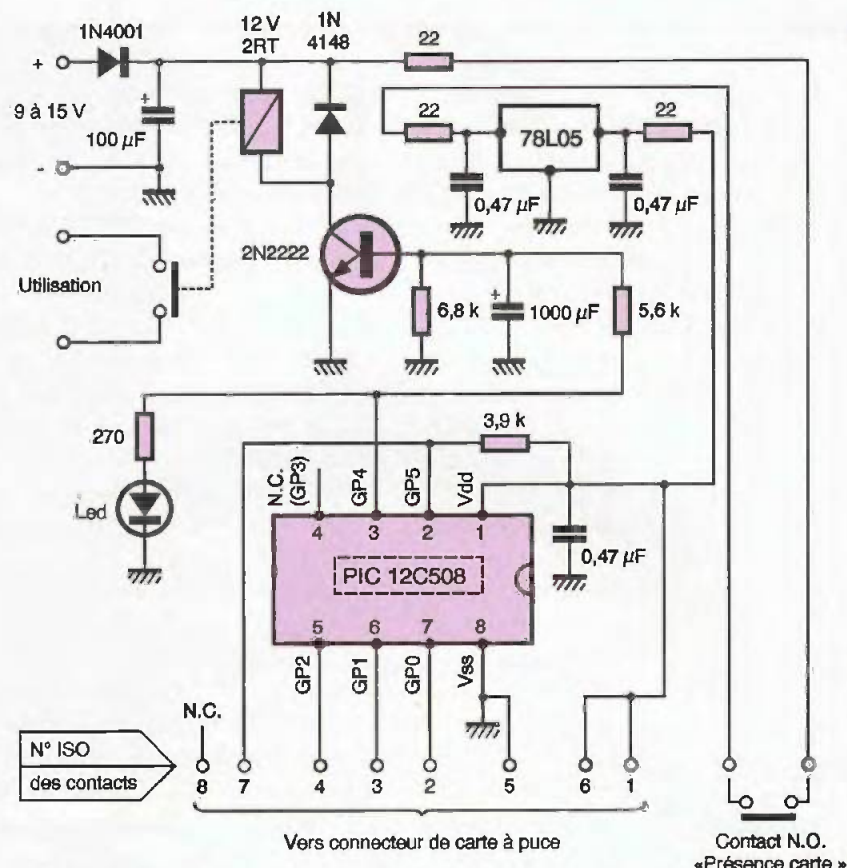 1N4001
12 V
2RT
1N
4148
22
+
9 à 15 V
+
100 µF
-
22
78L05
22
0,47 µF
0,47 µF
2N2222
Utilisation
6,8 k
+
1000 µF
5,6 k
270
3,9 k
Led
N.C.
(GP3)
GP4
GP5
Vdd
4
3
2
1
0,47 µF
PIC 12C508
5
6
7
8
GP2
GP1
GP0
Vss
N.C.
N° ISO
des contacts
8
7
4
3
2
5
6
1
Vers connecteur de carte à puce
Contact N.O.
«Présence carte»